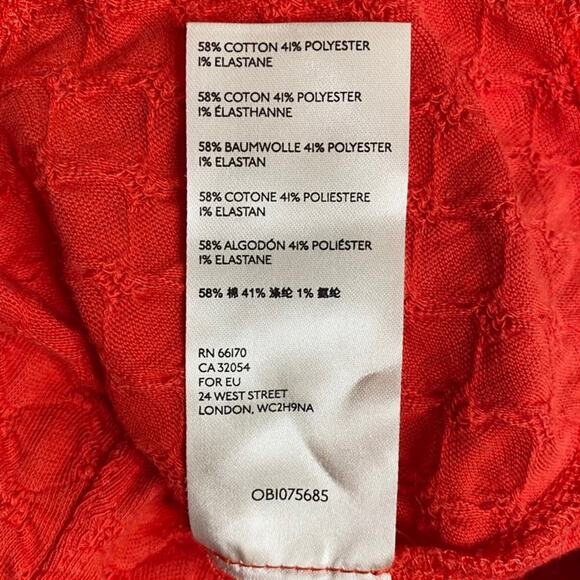 58% COTTON 41% POLYESTER
1% ELASTANE
58% COTON 41% POLYESTER
1% ÉLASTHANNE
58% BAUMWOLLE 41% POLYESTER
1% ELASTAN
58% COTONE 41% POLIESTERE
1% ELASTAN
58% ALGODÓN 41% POLIÉSTER
1% ELASTANE
58% 棉 41% 涤纶 1% 氨纶
RN 66170
CA 32054
FOR EU
24 WEST STREET
LONDON, WC2H9NA
OB1075685